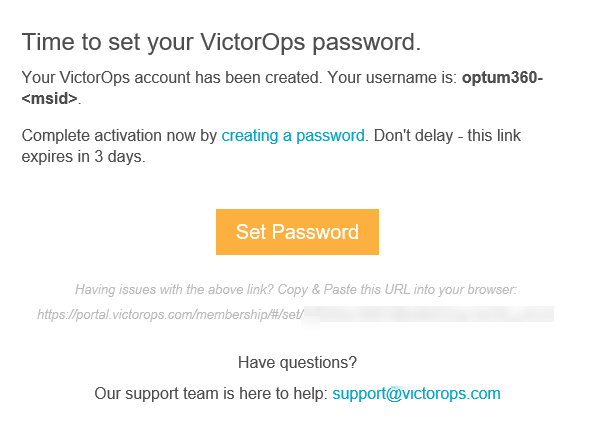 Time to set your VictorOps password.
Your VictorOps account has been created. Your username is: optum360-
<msid>.
Complete activation now by creating a password. Don't delay - this link
expires in 3 days.
Set Password
Having issues with the above link? Copy & Paste this URL into your browser:
https://portal.victorops.com/membership/#/set/
Have questions?
Our support team is here to help: support@victorops.com